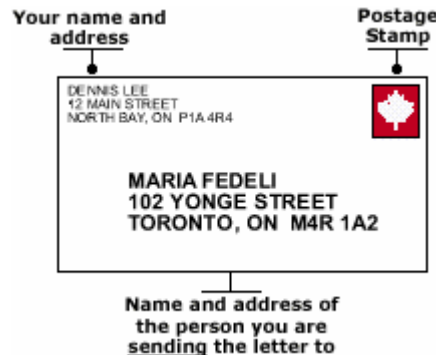 Your name and
address
Postage
Stamp
DENNIS LEE
12 MAIN STREET
NORTH BAY, ON P1A 4R4
MARIA FEDELI
102 YONGE STREET
TORONTO, ON M4R 1A2
Name and address of
the person you are
sending the letter to